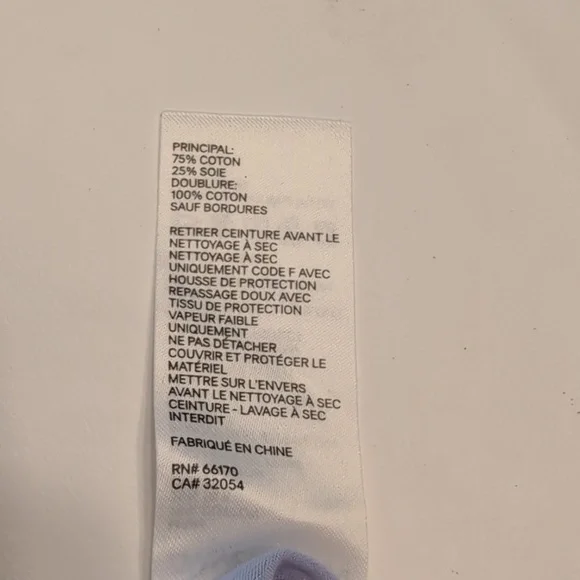 PRINCIPAL:
75% COTON
25% SOIE
DOUBLURE:
100% COTON
SAUF BORDURES
RETIRER CEINTURE AVANT LE
NETTOYAGE À SEC
NETTOYAGE À SEC
UNIQUEMENT CODE F AVEC
HOUSSE DE PROTECTION
REPASSAGE DOUX AVEC
TISSU DE PROTECTION
VAPEUR FAIBLE
UNIQUEMENT
NE PAS DÉTACHER
COUVRIR ET PROTÉGER LE
MATÉRIEL
METTRE SUR L'ENVERS
AVANT LE NETTOYAGE À SEC
CEINTURE - LAVAGE À SEC
INTERDIT
FABRIQUÉ EN CHINE
RN# 66170
CA# 32054